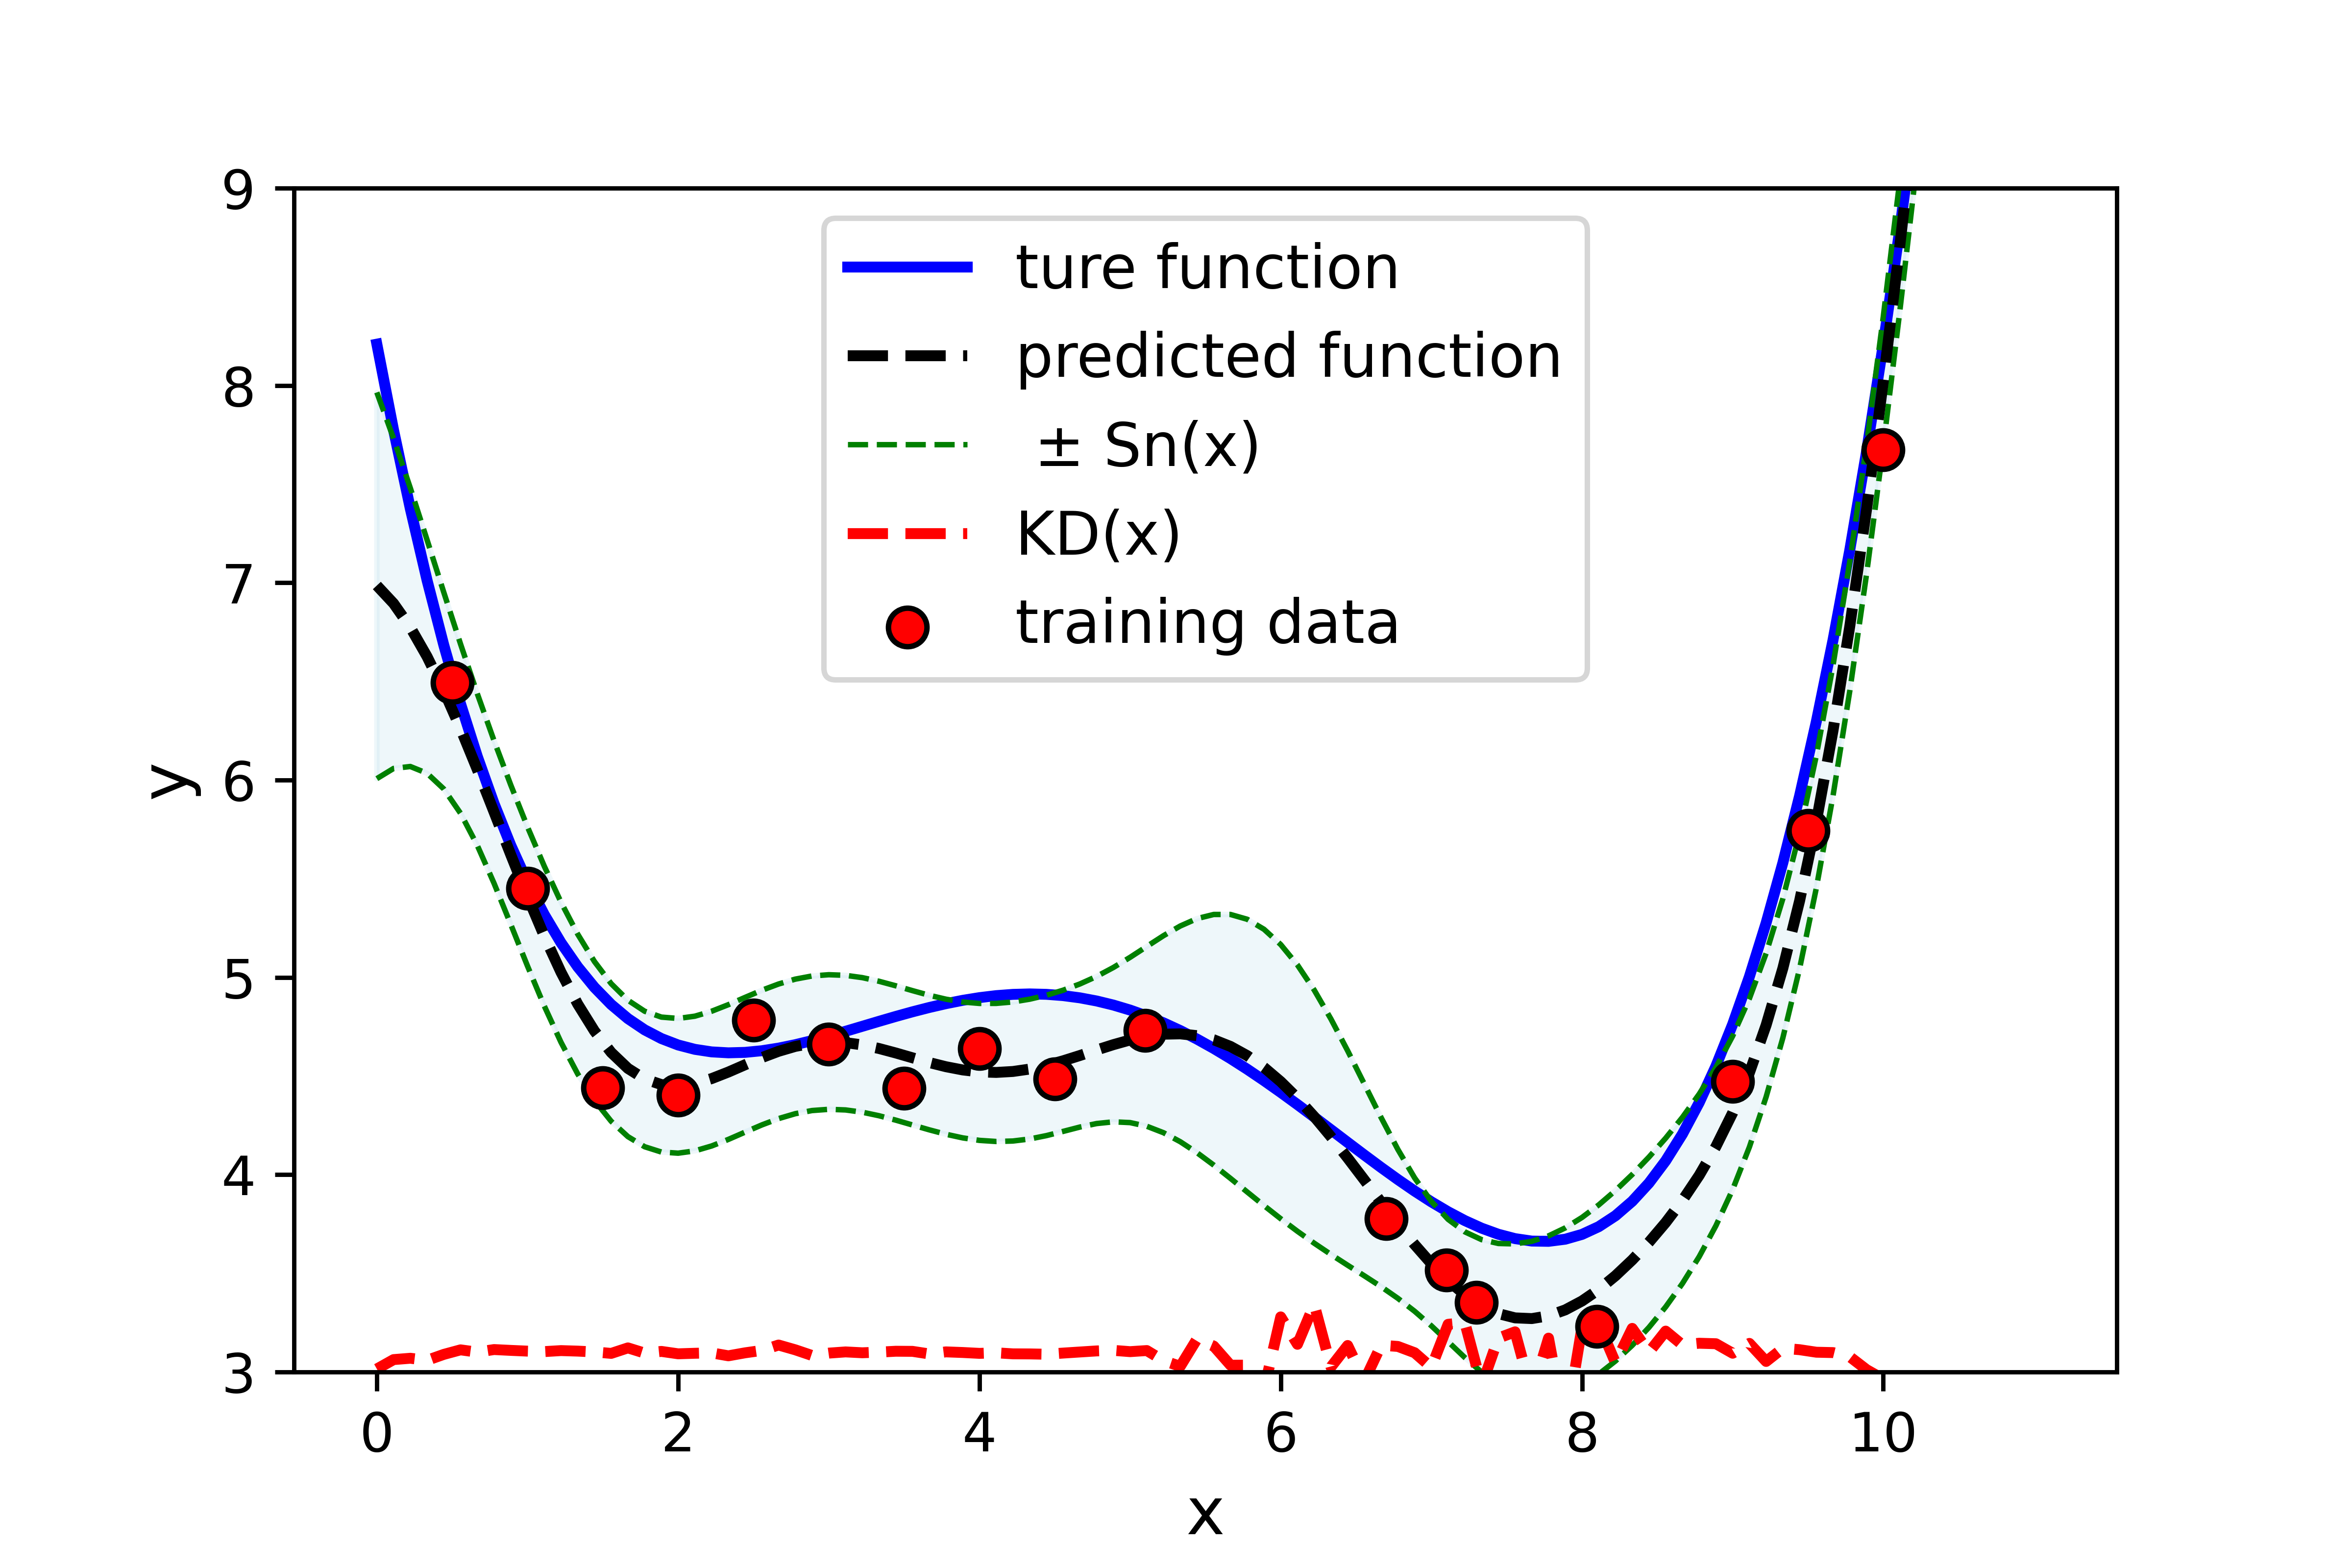 9
8
7
6
5
4
3
y
ture function
predicted function
± Sn(x)
KD(x)
training data
0 2 4 6 8 10
x